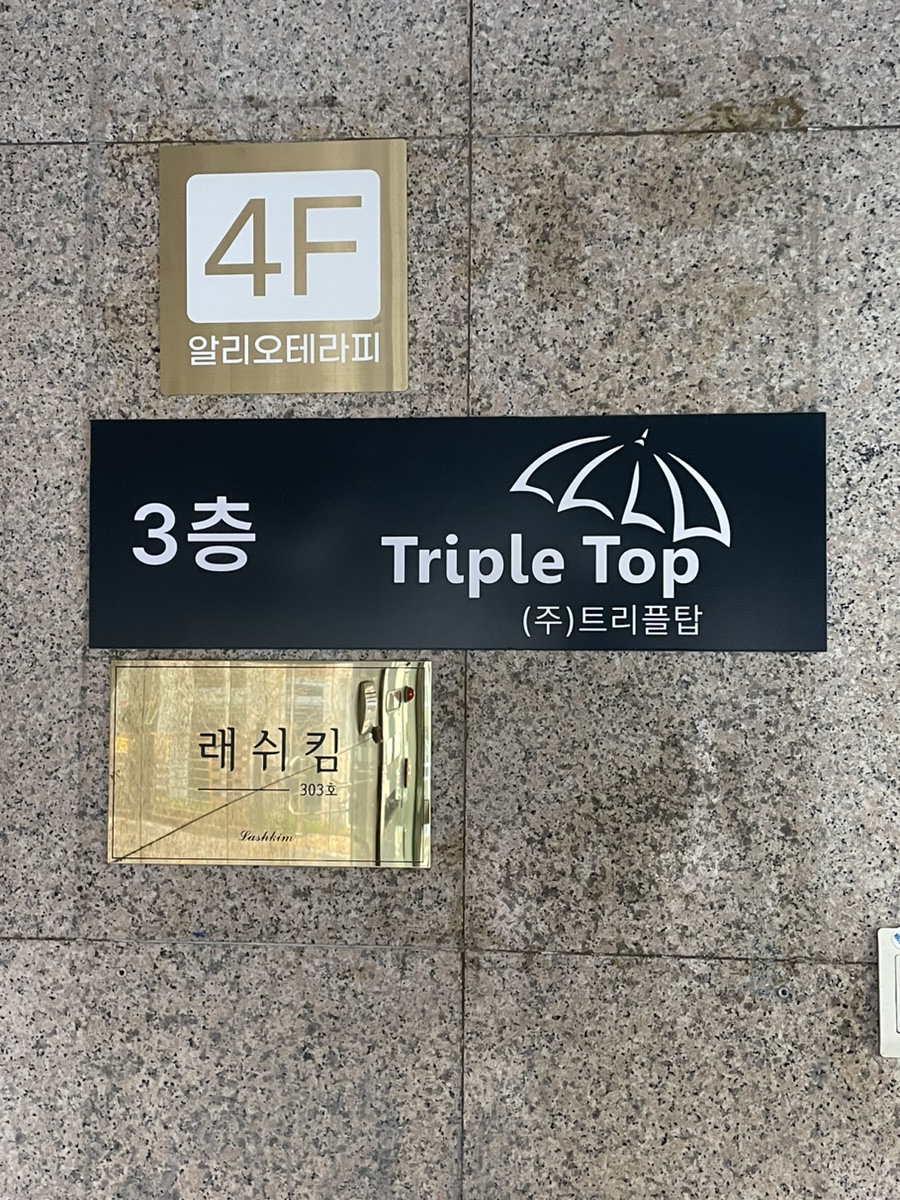 4F
알리오테라피
3층
Triple Top
(주)트리플탑
래쉬킴
303호
Lashkim